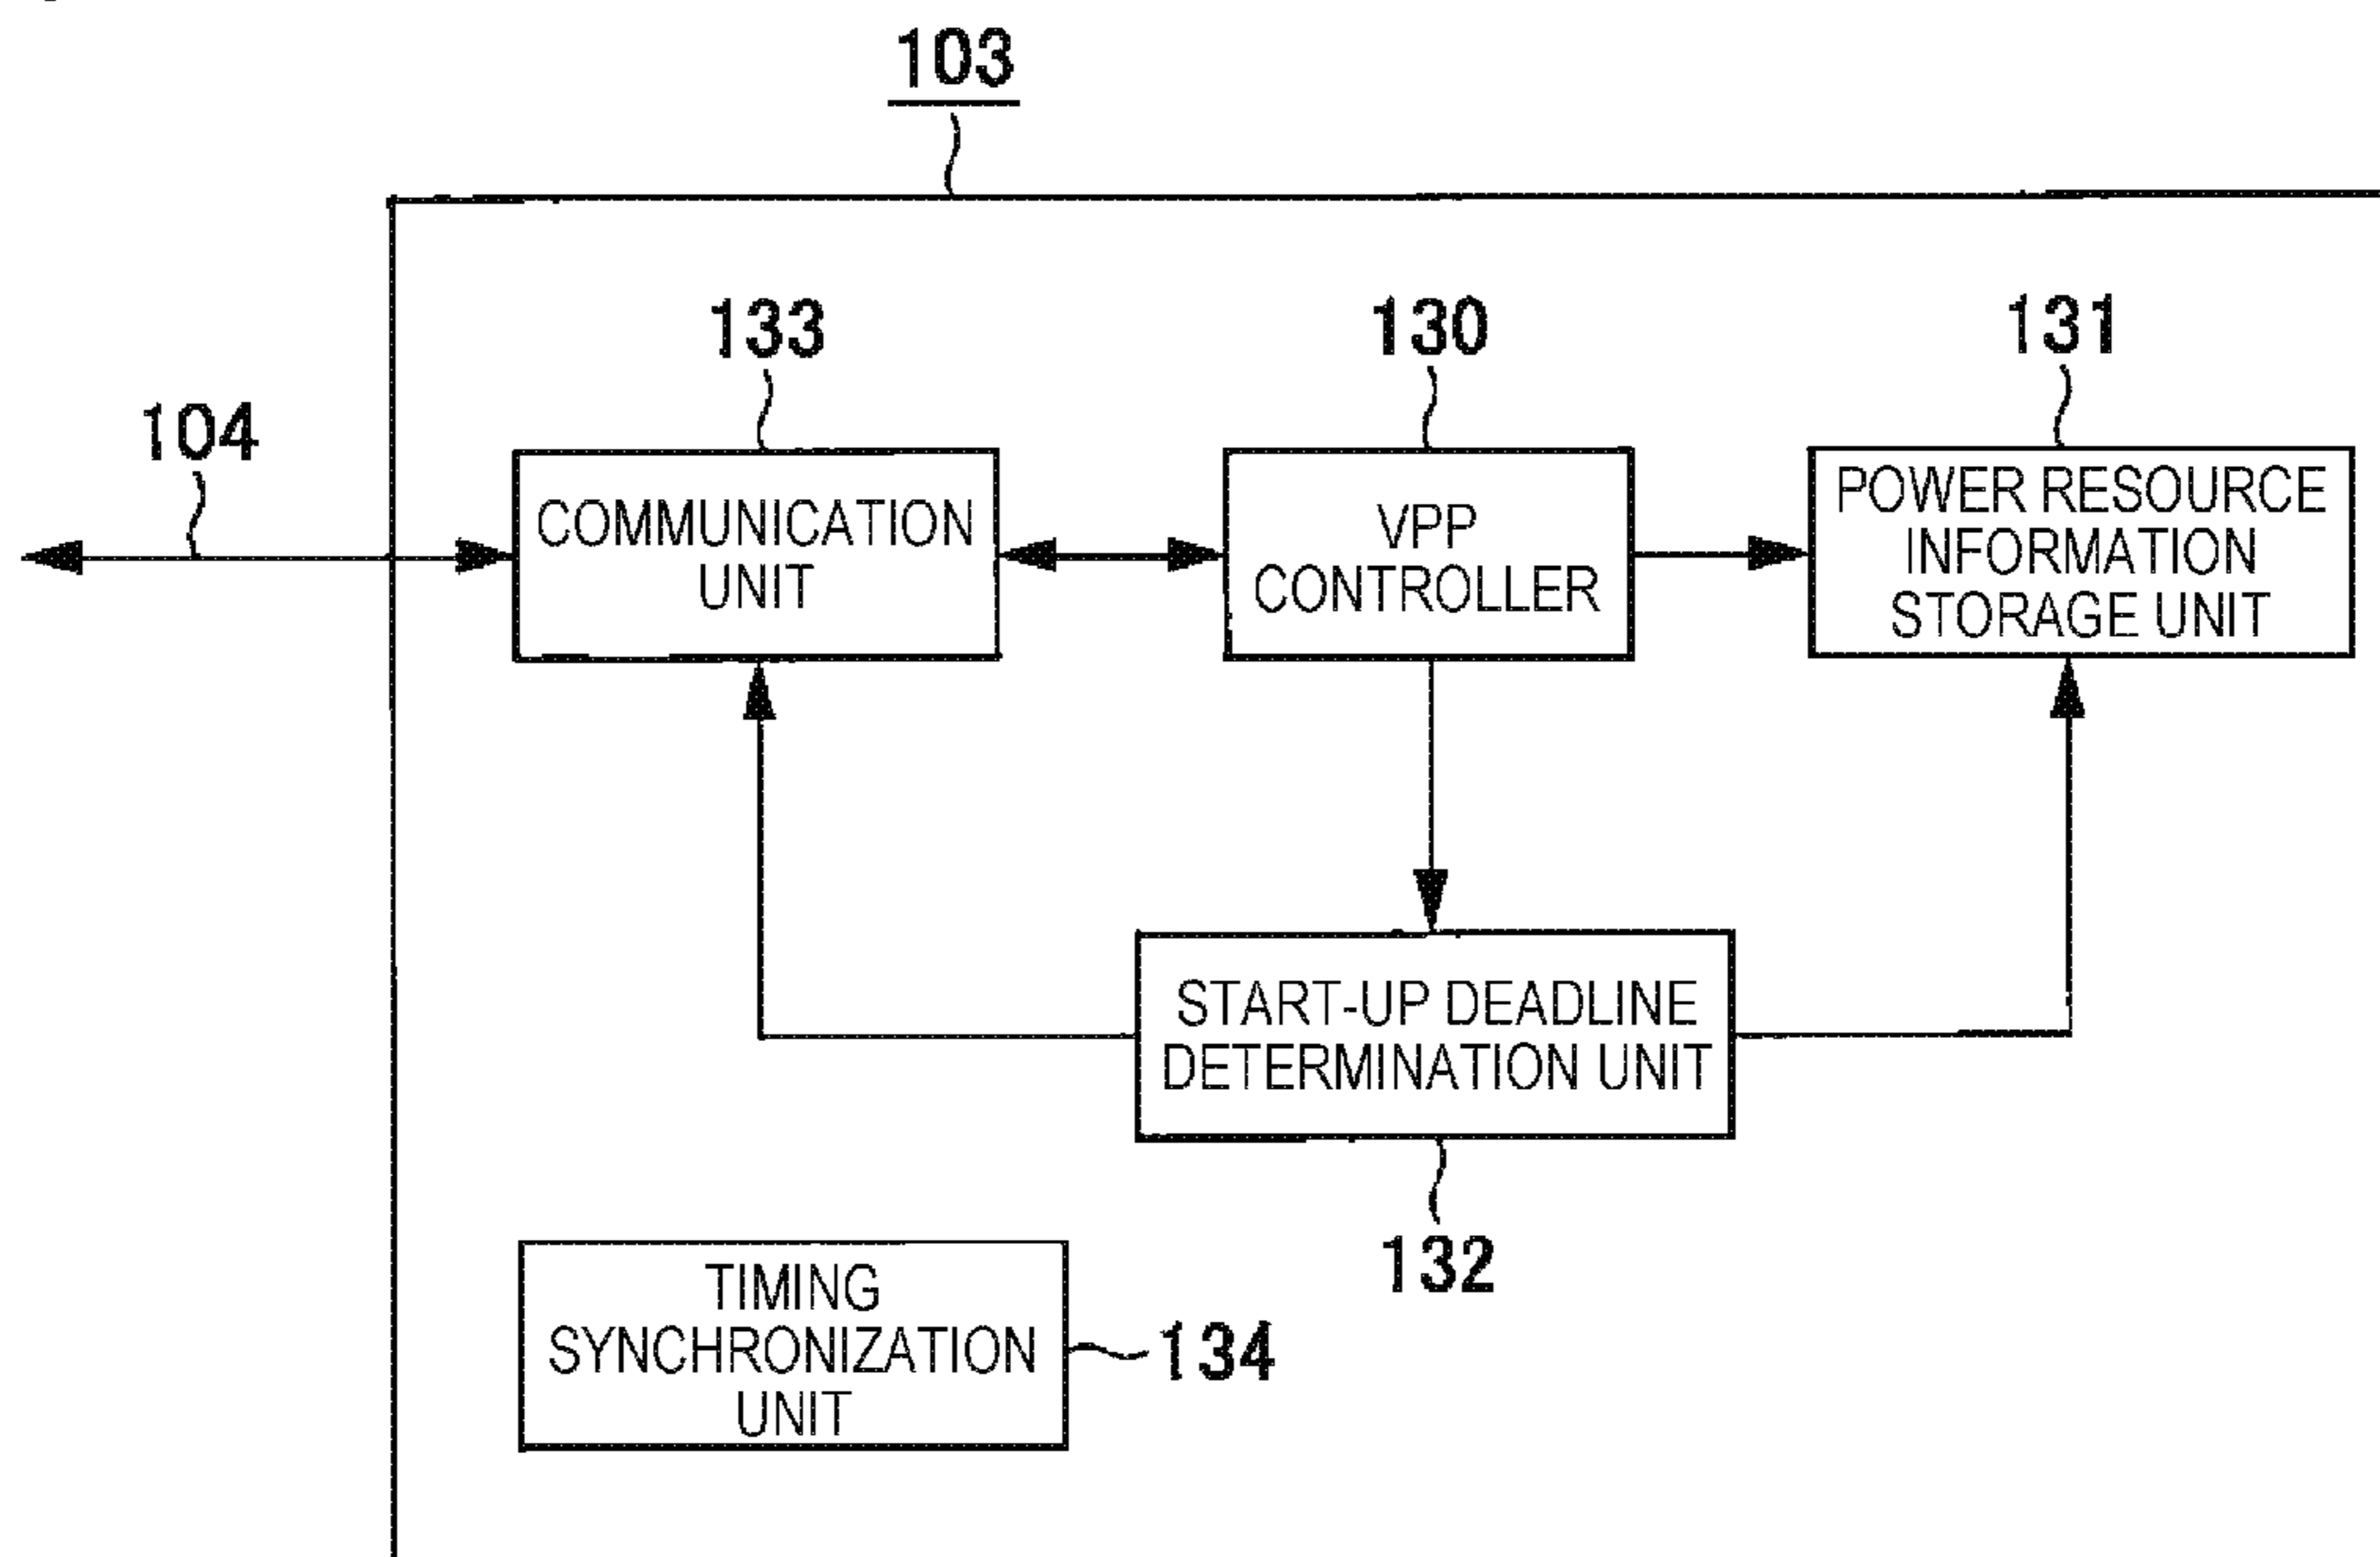 103
133
130
131
104
COMMUNICATION
UNIT
VPP
CONTROLLER
POWER RESOURCE
INFORMATION
STORAGE UNIT
START-UP DEADLINE
DETERMINATION UNIT
132
TIMING
SYNCHRONIZATION
UNIT
134